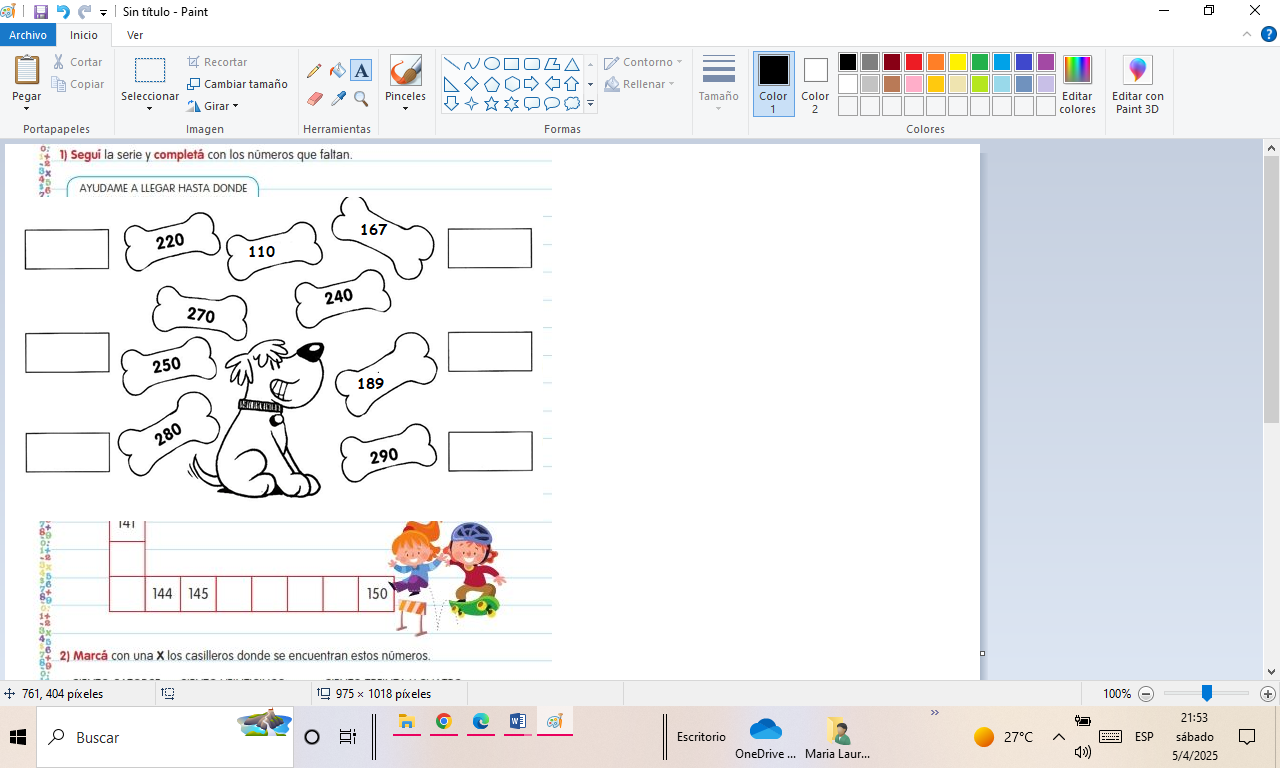 Sin título - Paint
Archivo
Inicio
Ver
Pegar
Cortar
Copiar
Portapapeles
Seleccionar
Recortar
Cambiar tamaño
Girar
Imagen
A
Herramientas
Pinceles
Contorno
Rellenar
Formas
Tamaño
Color 1
Color 2
Colores
Editar colores
Editar con Paint 3D
1) Seguí la serie y completá con los números que faltan.
AYUDAME A LLEGAR HASTA DONDE
220
110
167
270
240
250
189
280
290
141
144 145 150
2) Marcá con una X los casilleros donde se encuentran estos números.
761, 404 píxeles
975 × 1018 píxeles
100%
Buscar
Escritorio
OneDrive ...
Maria Laur...
27°C
ESP
21:53
sábado
5/4/2025